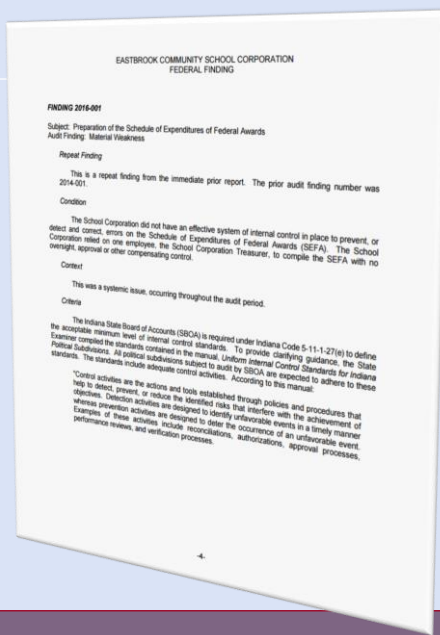 EASTBROOK COMMUNITY SCHOOL CORPORATION
FEDERAL FINDING
FINDING 2016-001
Subject: Preparation of the Schedule of Expenditures of Federal Awards
Audit Finding: Material Weakness
Repeat Finding
This is a repeat finding from the immediate prior report. The prior audit finding number was
2014-001.
Condition
The School Corporation did not have an effective system of internal control in place to prevent, or
detect and correct, errors on the Schedule of Expenditures of Federal Awards (SEFA). The School
Corporation relied on one employee, the School Corporation Treasurer, to compile the SEFA with no
oversight, approval or other compensating control.
Context
This was a systemic issue, occurring throughout the audit period.
Criteria
The Indiana State Board of Accounts (SBOA) is required under Indiana Code 5-11-1-27(e) to define
the acceptable minimum level of internal control standards. To provide clarifying guidance, the State
Examiner compiled the standards contained in the manual, Uniform Internal Control Standards for Indiana
Political Subdivisions. All political subdivisions subject to audit by SBOA are expected to adhere to these
standards. The standards include adequate control activities. According to this manual:
"Control activities are the actions and tools established through policies and procedures that
help to detect, prevent, or reduce the identified risks that interfere with the achievement of
objectives. Detection activities are designed to identify unfavorable events in a timely manner
whereas prevention activities are designed to deter the occurrence of an unfavorable event.
Examples of these activities include reconciliations, authorizations, approval processes,
performance reviews, and verification processes.
-4-